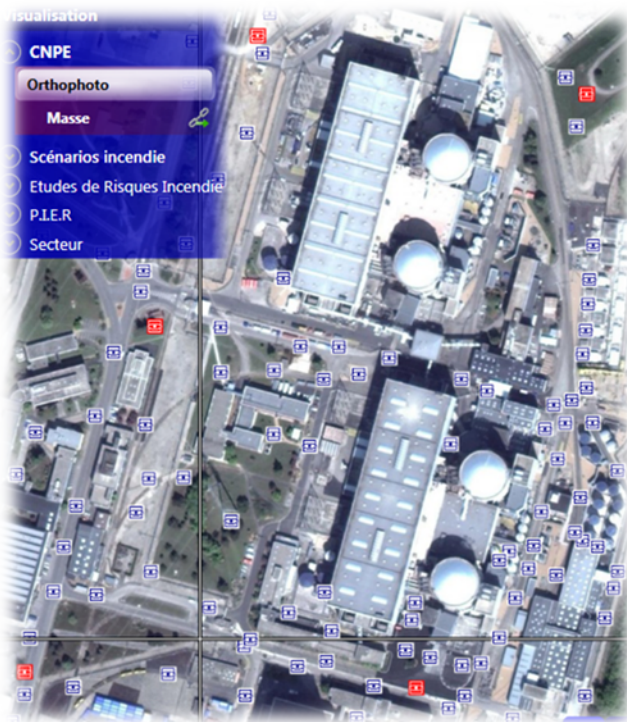 Visualisation
CNPE
Orthophoto
Masse
Scénarios incendie
Etudes de Risques Incendie
P.I.E.R
Secteur